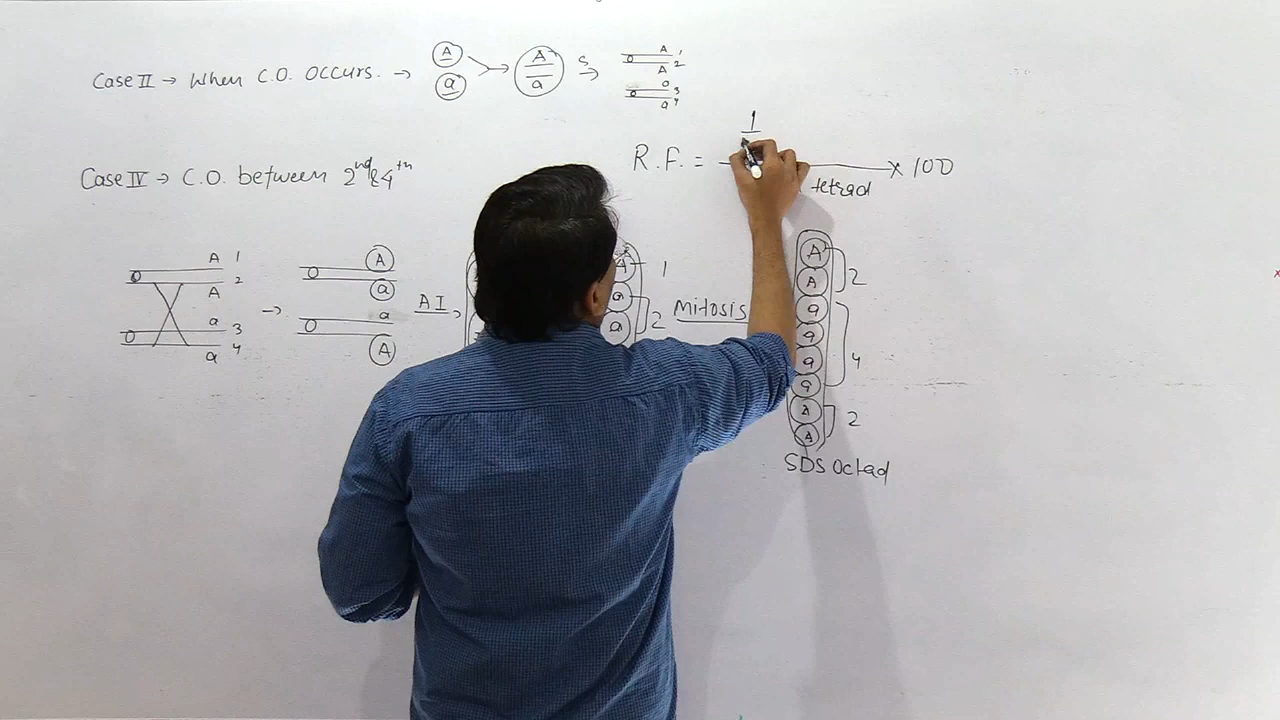 Case II → When C.O. Occurs. → A a → A a S → A 1 A 2 a 3 a 4
R.F. = 1 tetrad × 100
Case IV → C.O. between 2nd & 4th
A 1 A 2 a 3 a 4 → A a a A A I → A 1 a a 2 Mitosis A A 2 a a a a 4 A A 2
SDS Octad